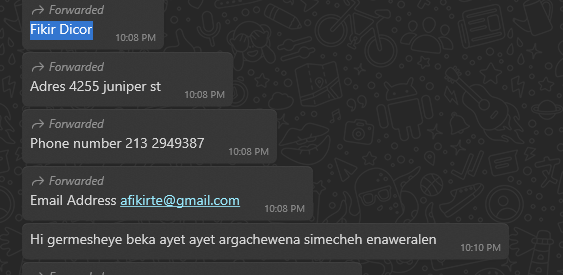 Forwarded
Fikir Dicor
10:08 PM
Forwarded
Adres 4255 juniper st
10:08 PM
Forwarded
Phone number 213 2949387
10:08 PM
Forwarded
Email Address afikirte@gmail.com
10:08 PM
Hi germesheye beka ayet ayet argachewena simecheh enaweralen
10:10 PM
Forwarded